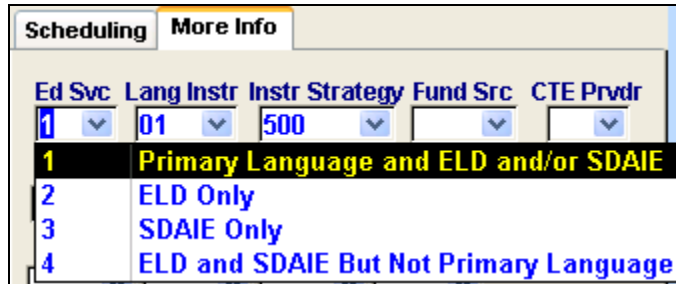 Scheduling More Info
Ed Svc Lang Instr Instr Strategy Fund Src CTE Prvdr
1 01 500
1 Primary Language and ELD and/or SDAIE
2 ELD Only
3 SDAIE Only
4 ELD and SDAIE But Not Primary Language